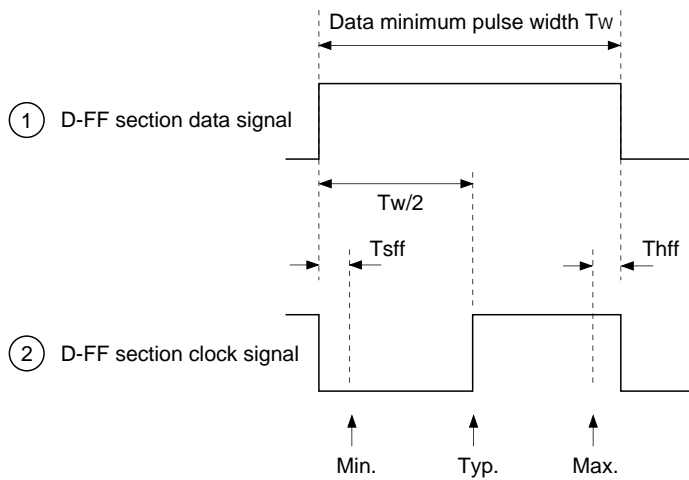 Data minimum pulse width Tw
1 D-FF section data signal
Tw/2
Tsff
Thff
2 D-FF section clock signal
Min.
Typ.
Max.